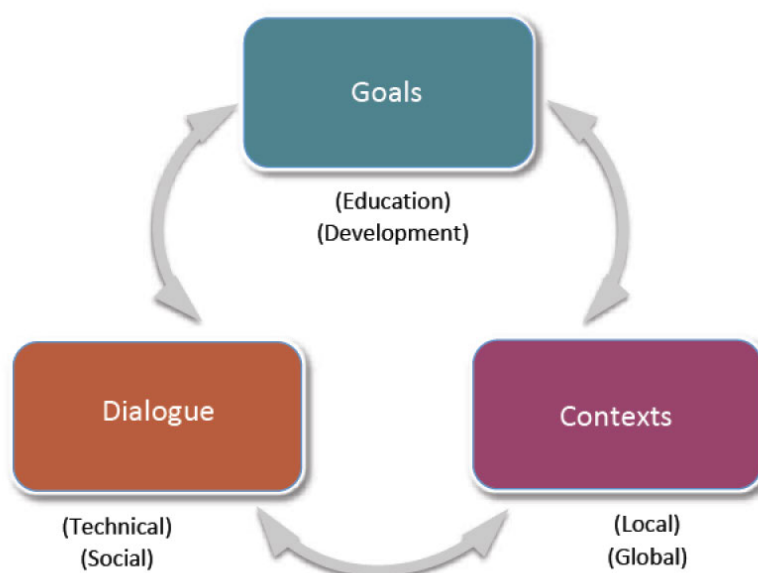 Goals
(Education)
(Development)
Dialogue
(Technical)
(Social)
Contexts
(Local)
(Global)